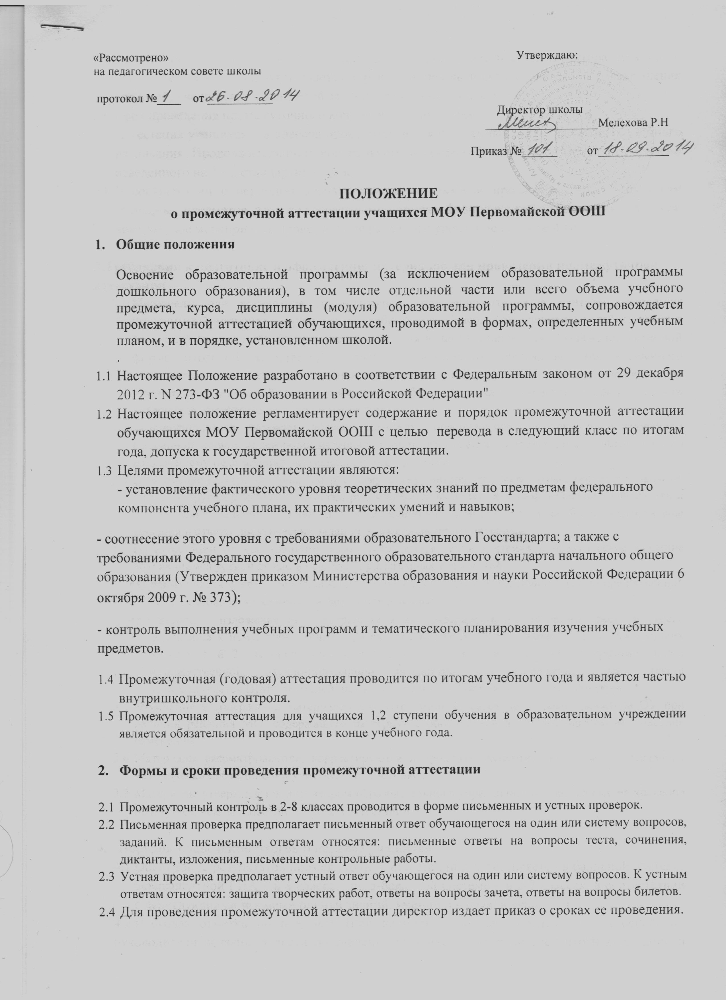 «Рассмотрено»
на педагогическом совете школы
протокол № 1 от 26.08.2014
Утверждаю:
Директор школы
Мелехова Р.Н
Приказ № 101 от 18.09.2014
ПОЛОЖЕНИЕ
о промежуточной аттестации учащихся МОУ Первомайской ООШ
1. Общие положения
Освоение образовательной программы (за исключением образовательной программы
дошкольного образования), в том числе отдельной части или всего объема учебного
предмета, курса, дисциплины (модуля) образовательной программы, сопровождается
промежуточной аттестацией обучающихся, проводимой в формах, определенных учебным
планом, и в порядке, установленном школой.
.
1.1 Настоящее Положение разработано в соответствии с Федеральным законом от 29 декабря
2012 г. N 273-ФЗ "Об образовании в Российской Федерации"
1.2 Настоящее положение регламентирует содержание и порядок промежуточной аттестации
обучающихся МОУ Первомайской ООШ с целью перевода в следующий класс по итогам
года, допуска к государственной итоговой аттестации.
1.3 Целями промежуточной аттестации являются:
- установление фактического уровня теоретических знаний по предметам федерального
компонента учебного плана, их практических умений и навыков;
- соотнесение этого уровня с требованиями образовательного Госстандарта; а также с
требованиями Федерального государственного образовательного стандарта начального общего
образования (Утвержден приказом Министерства образования и науки Российской Федерации 6
октября 2009 г. № 373);
- контроль выполнения учебных программ и тематического планирования изучения учебных
предметов.
1.4 Промежуточная (годовая) аттестация проводится по итогам учебного года и является частью
внутришкольного контроля.
1.5 Промежуточная аттестация для учащихся 1,2 ступени обучения в образовательном учреждении
является обязательной и проводится в конце учебного года.
2. Формы и сроки проведения промежуточной аттестации
2.1 Промежуточный контроль в 2-8 классах проводится в форме письменных и устных проверок.
2.2 Письменная проверка предполагает письменный ответ обучающегося на один или систему вопросов,
заданий. К письменным ответам относятся: письменные ответы на вопросы теста, сочинения,
диктанты, изложения, письменные контрольные работы.
2.3 Устная проверка предполагает устный ответ обучающегося на один или систему вопросов. К устным
ответам относятся: защита творческих работ, ответы на вопросы зачета, ответы на вопросы билетов.
2.4 Для проведения промежуточной аттестации директор издает приказ о сроках ее проведения.